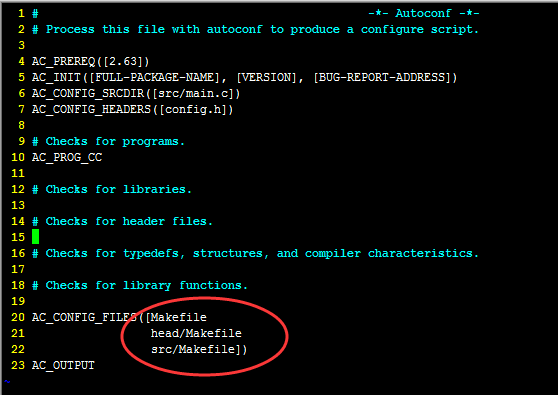 1 # -*- Autoconf -*-
2 # Process this file with autoconf to produce a configure script.
3
4 AC_PREREQ([2.63])
5 AC_INIT([FULL-PACKAGE-NAME], [VERSION], [BUG-REPORT-ADDRESS])
6 AC_CONFIG_SRCDIR([src/main.c])
7 AC_CONFIG_HEADERS([config.h])
8
9 # Checks for programs.
10 AC_PROG_CC
11
12 # Checks for libraries.
13
14 # Checks for header files.
15
16 # Checks for typedefs, structures, and compiler characteristics.
17
18 # Checks for library functions.
19
20 AC_CONFIG_FILES([Makefile
21 head/Makefile
22 src/Makefile])
23 AC_OUTPUT
~